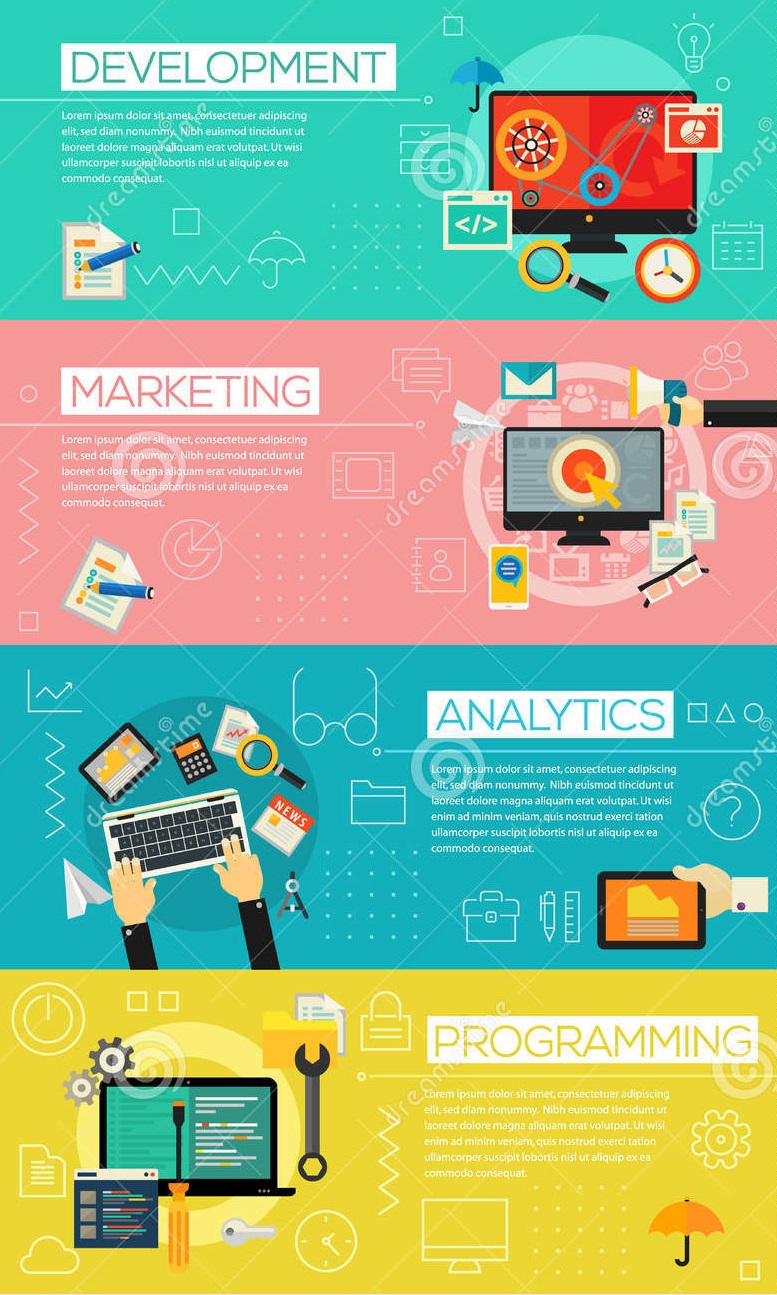 DEVELOPMENT
Lorem ipsum dolor sit amet, consectetuer adipiscing
elit, sed diam nonummy. Nibh euismod tincidunt ut
laoreet dolore magna aliquam erat volutpat. Ut wisi
ullamcorper suscipit lobortis nisl ut aliquip ex ea
commodo consequat.
</>
MARKETING
Lorem ipsum dolor sit amet, consectetuer adipiscing
elit, sed diam nonummy. Nibh euismod tincidunt ut
laoreet dolore magna aliquam erat volutpat. Ut wisi
ullamcorper suscipit lobortis nisl ut aliquip ex ea
commodo consequat.
ANALYTICS
Lorem ipsum dolor sit amet, consectetuer adipiscing
elit, sed diam nonummy. Nibh euismod tincidunt ut
laoreet dolore magna aliquam erat volutpat. Ut wisi
enim ad minim veniam, quis nostrud exerci tation
ullamcorper suscipit lobortis nisl ut aliquip ex ea
commodo consequat.
NEWS
?
PROGRAMMING
Lorem ipsum dolor sit amet, consectetuer adipiscing
elit, sed diam nonummy. Nibh euismod tincidunt ut
laoreet dolore magna aliquam erat volutpat. Ut wisi
enim ad minim veniam, quis nostrud exerci tation
ullamcorper suscipit lobortis nisl ut aliquip ex ea
commodo consequat.
dreamstime
dreamstime
dreamstime
dreamstime